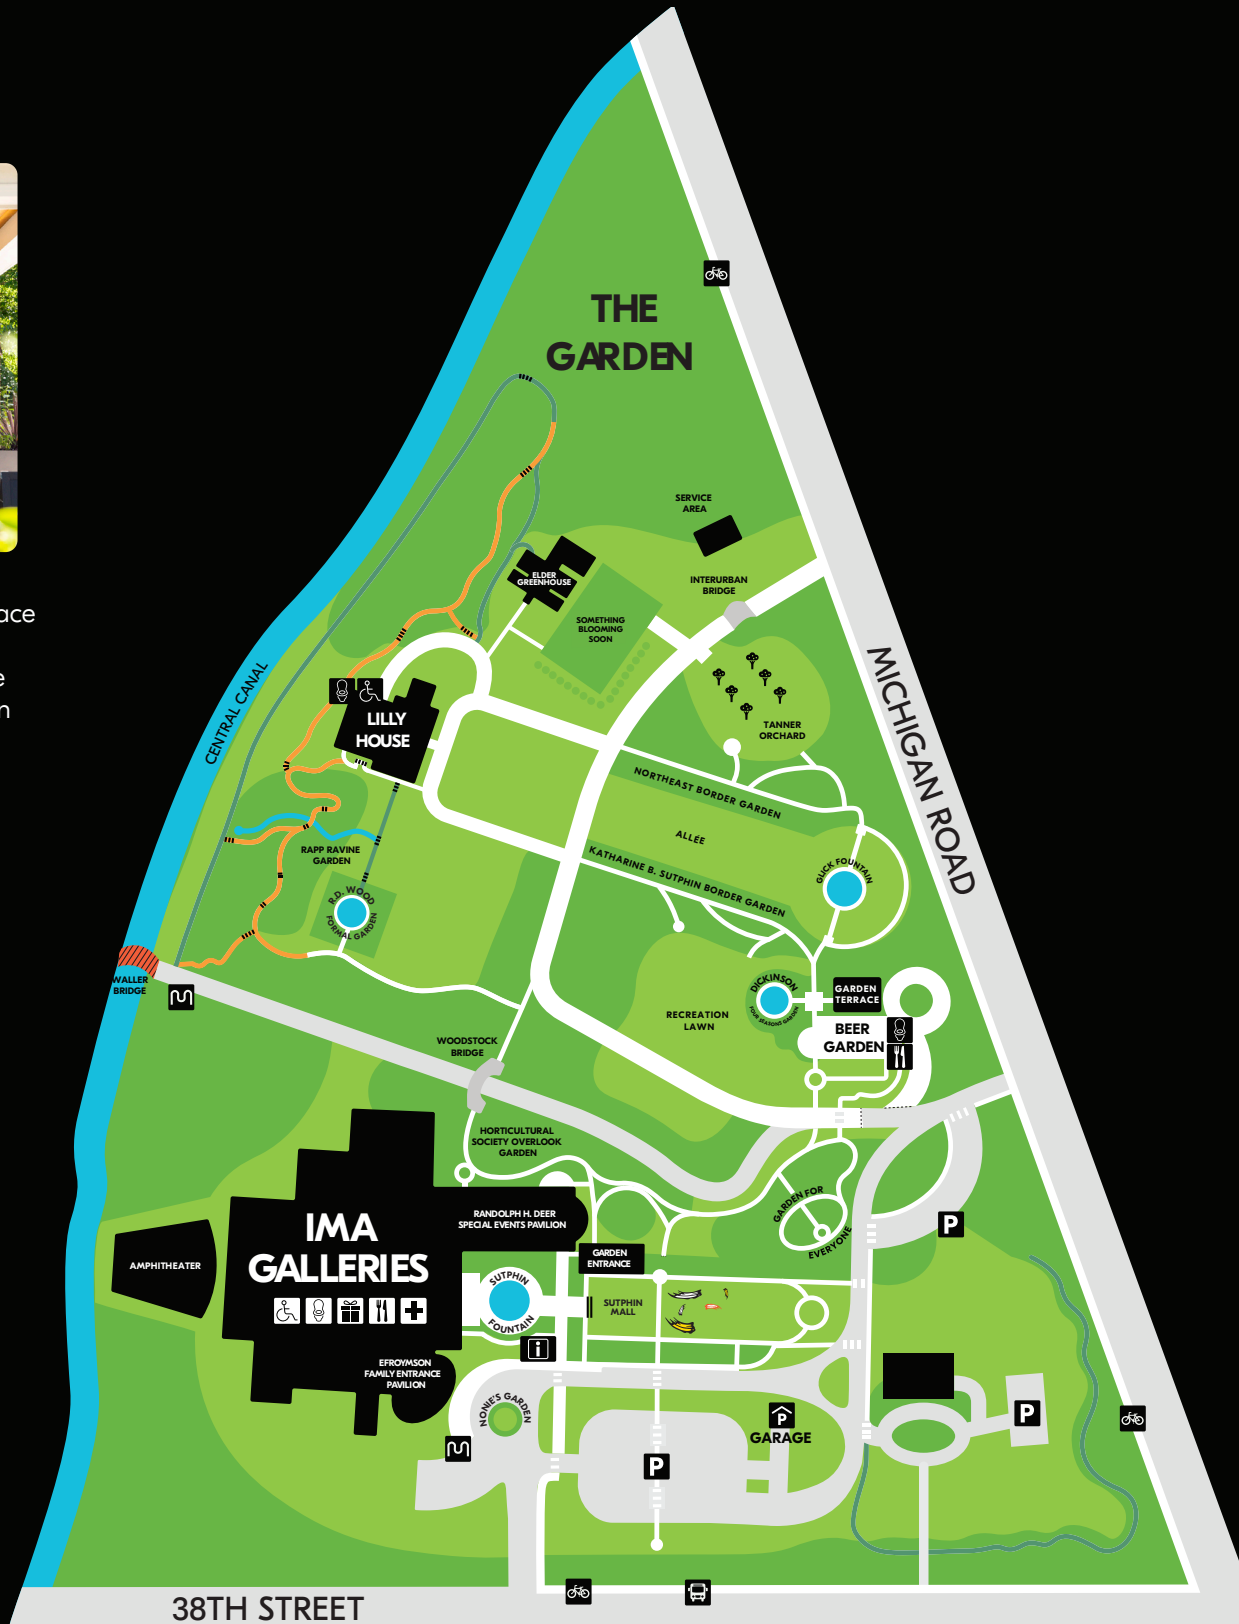 THE
GARDEN
SERVICE
AREA
ELDER
GREENHOUSE
INTERURBAN
BRIDGE
ace
SOMETHING
BLOOMING
SOON
e
n
CENTRAL CANAL
MICHIGAN ROAD
LILLY
HOUSE
TANNER
ORCHARD
NORTHEAST BORDER GARDEN
ALLÉE
KATHARINE B. SUTPHIN BORDER GARDEN
GLICK FOUNTAIN
RAPP RAVINE
GARDEN
R.D. WOOD
FORMAL GARDEN
WALLER
BRIDGE
DICKINSON
FOUR SEASONS GARDEN
GARDEN
TERRACE
RECREATION
LAWN
BEER
GARDEN
WOODSTOCK
BRIDGE
HORTICULTURAL
SOCIETY OVERLOOK
GARDEN
GARDEN FOR
EVERYONE
IMA
GALLERIES
RANDOLPH H. DEER
SPECIAL EVENTS PAVILION
P
AMPHITHEATER
GARDEN
ENTRANCE
SUTPHIN
FOUNTAIN
SUTPHIN
MALL
i
EFROYMSON
FAMILY ENTRANCE
PAVILION
NONIE'S GARDEN
P
GARAGE
P
P
38TH STREET